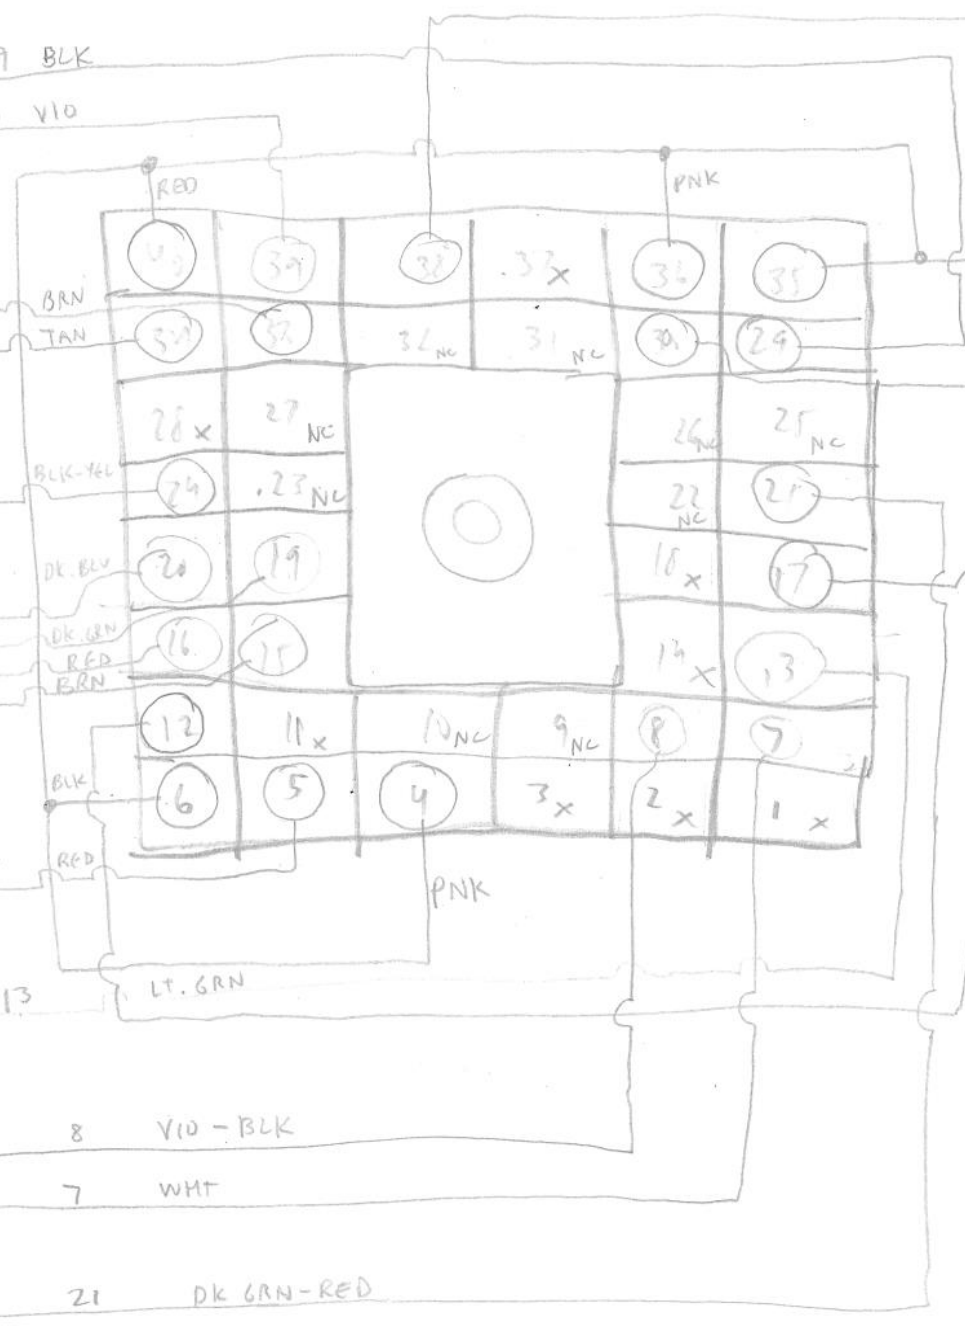 9 BLK
VIO
RED PNK
40 39 38 37 X 36 35
BRN
TAN
34 33 32 NC 31 NC 30 29
28 X 27 NC 26 NC 25 NC
BLK-YEL
24 23 NC 22 NC 21
DK.BLU
20 19 18 X 17
DK.GRN
RED
BRN
16 15 14 X 13
12 11 X 10 NC 9 NC 8 7
BLK
6 5 4 3 X 2 X 1 X
RED
PNK
LT. GRN
13
8 VIO - BLK
7 WHT
21 DK GRN-RED